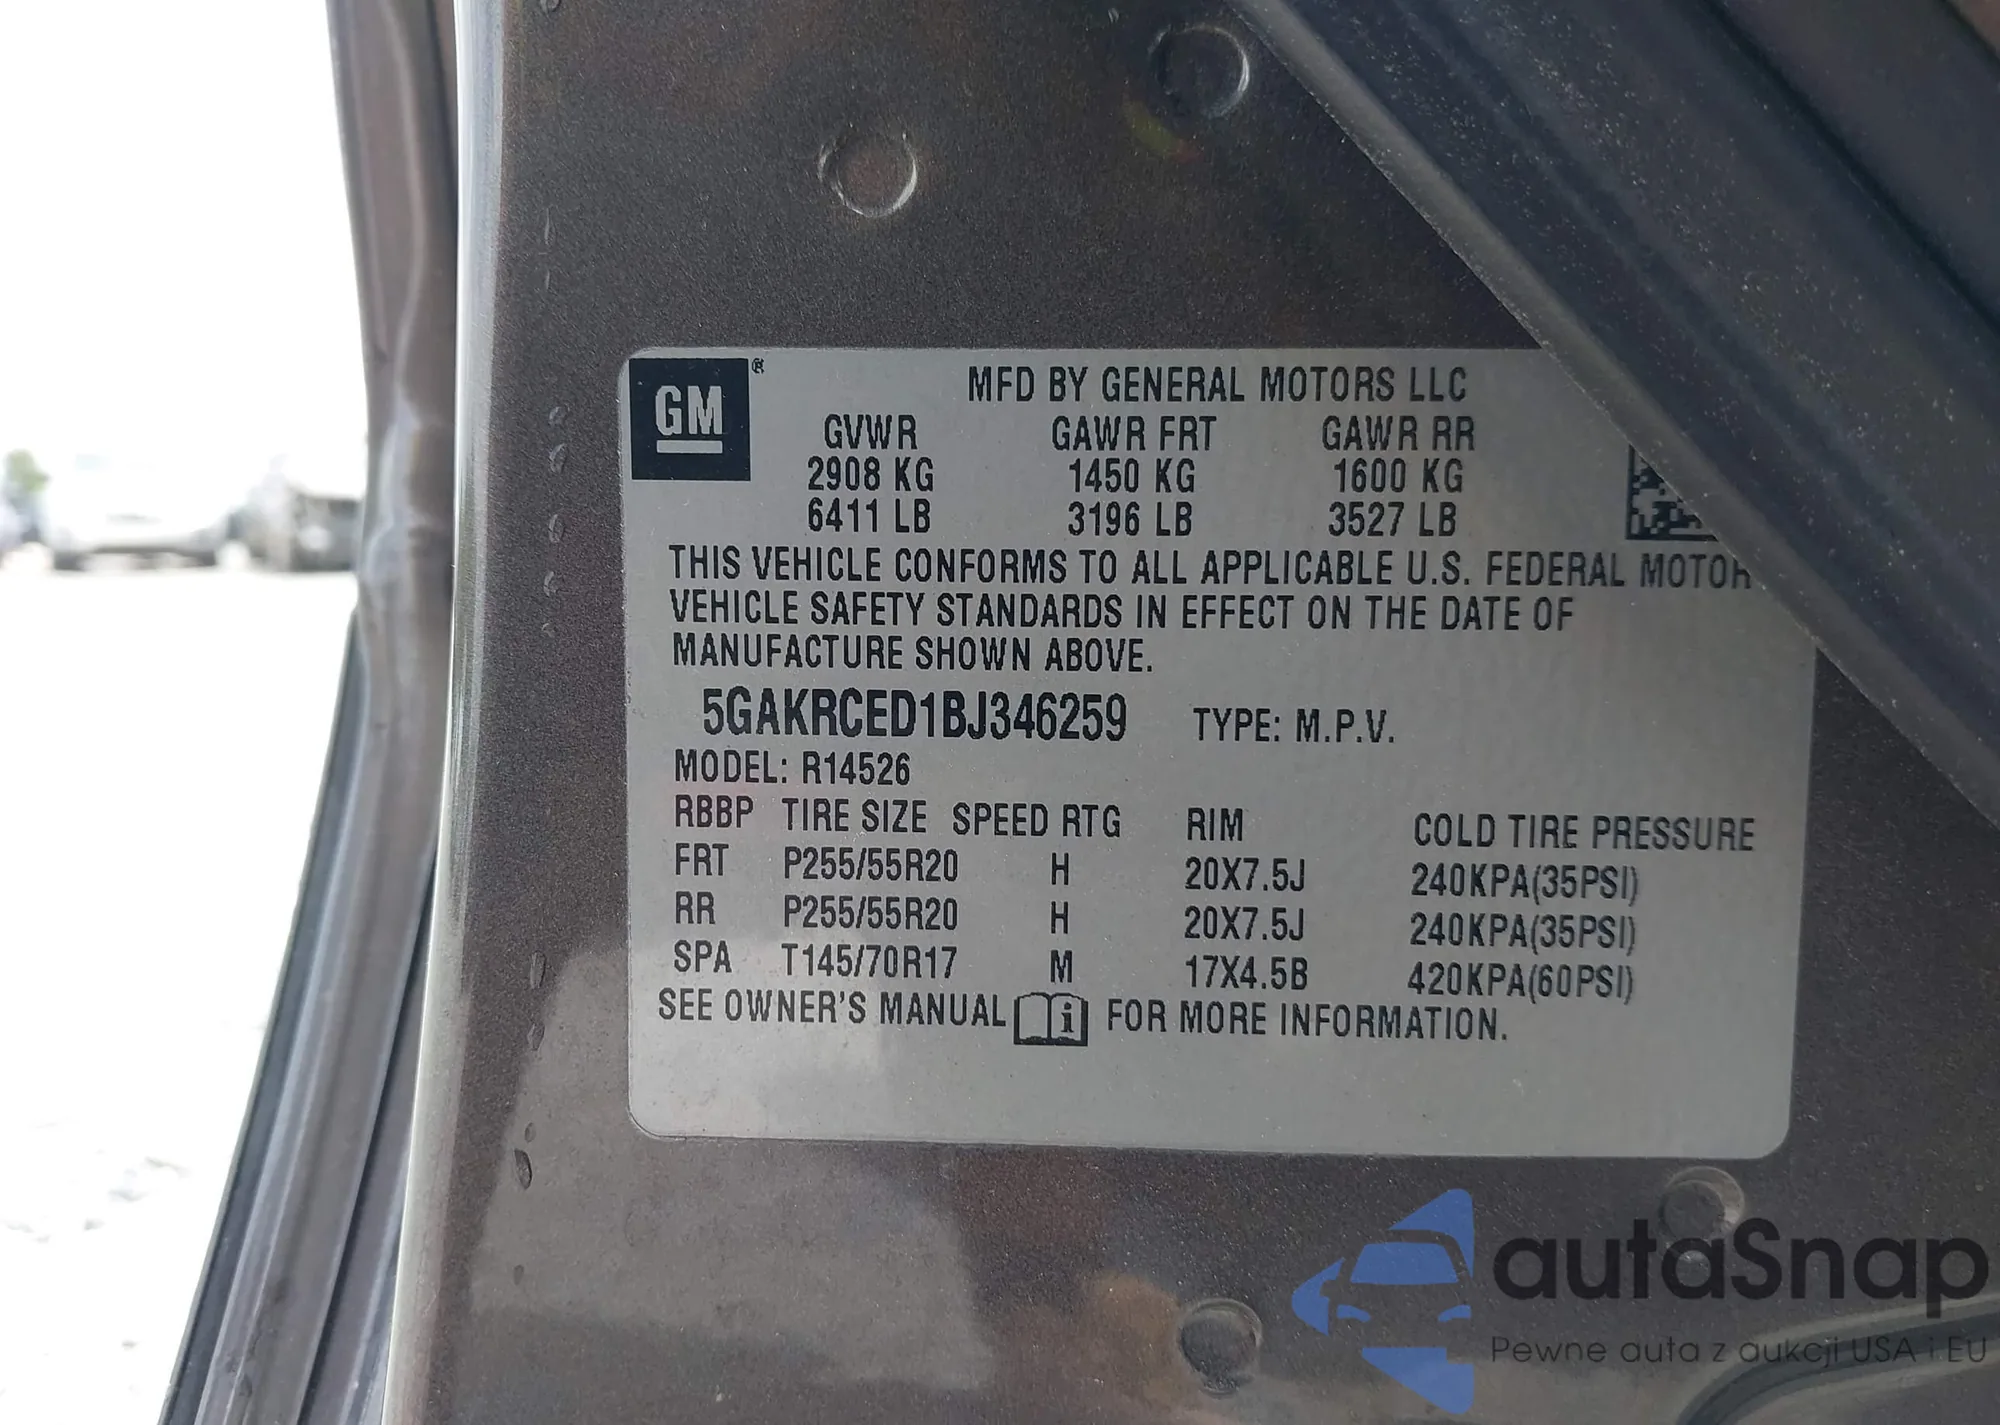 GM ®
MFD BY GENERAL MOTORS LLC
GVWR GAWR FRT GAWR RR
2908 KG 1450 KG 1600 KG
6411 LB 3196 LB 3527 LB
THIS VEHICLE CONFORMS TO ALL APPLICABLE U.S. FEDERAL MOTOR
VEHICLE SAFETY STANDARDS IN EFFECT ON THE DATE OF
MANUFACTURE SHOWN ABOVE.
5GAKRCED1BJ346259 TYPE: M.P.V.
MODEL: R14526
RBBP TIRE SIZE SPEED RTG RIM COLD TIRE PRESSURE
FRT P255/55R20 H 20X7.5J 240KPA(35PSI)
RR P255/55R20 H 20X7.5J 240KPA(35PSI)
SPA T145/70R17 M 17X4.5B 420KPA(60PSI)
SEE OWNER'S MANUAL i FOR MORE INFORMATION.
autaSnap
Pewne auta z aukcji USA i EU